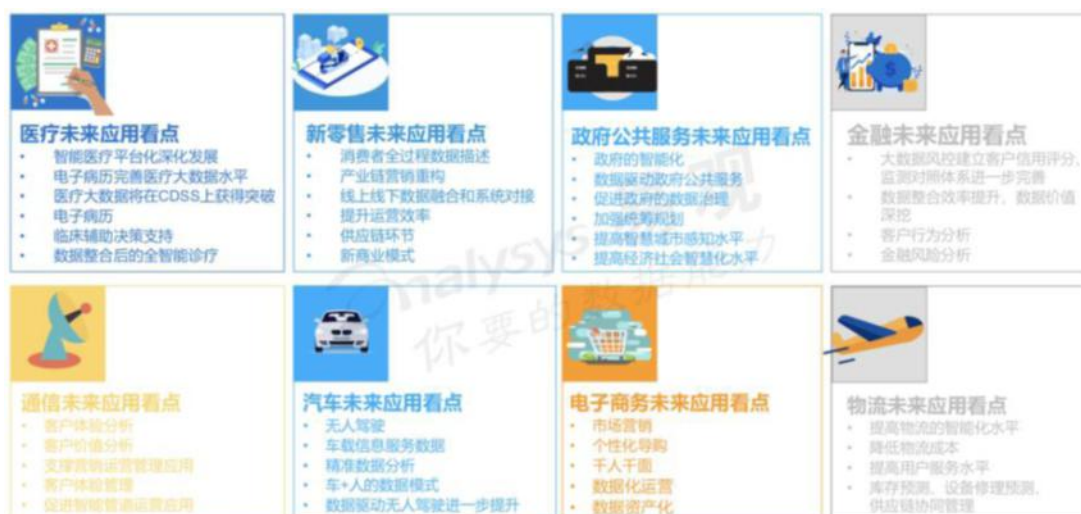 医疗未来应用看点
• 智能医疗平台化深化发展
• 电子病历完善医疗大数据水平
• 医疗大数据将在CDSS上获得突破
• 电子病历
• 临床辅助决策支持
• 数据整合后的全智能诊疗
新零售未来应用看点
• 消费者全过程数据描述
• 产业链营销重构
• 线上线下数据融合和系统对接
• 提升运营效率
• 供应链环节
• 新商业模式
政府公共服务未来应用看点
• 政府的智能化
• 数据驱动政府公共服务
• 促进政府的数据治理
• 加强统筹规划
• 提高智慧城市感知水平
• 提高经济社会智慧化水平
金融未来应用看点
• 大数据风控建立客户信用评分、
监测对照体系进一步完善
• 数据整合效率提升、数据价值
深挖
• 客户行为分析
• 金融风险分析
通信未来应用看点
• 客户体验分析
• 客户价值分析
• 支撑营销运营管理应用
• 客户体验管理
• 促进智能管道运营应用
汽车未来应用看点
• 无人驾驶
• 车载信息服务数据
• 精准数据分析
• 车+人的数据模式
• 数据驱动无人驾驶进一步提升
电子商务未来应用看点
• 市场营销
• 个性化导购
• 千人千面
• 数据化运营
• 数据资产化
物流未来应用看点
• 提高物流的智能化水平
• 降低物流成本
• 提高用户服务水平
• 库存预测、设备修理预测、
供应链协同管理
analysys
你要的数据能力